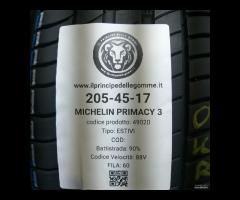 www.ilprincipedellegomme.it
205-45-17
MICHELIN PRIMACY 3
codice prodotto: 49020
Tipo: ESTIVI
COD:
Battistrada: 90%
Codice Velocità: 88V
FILA: 60